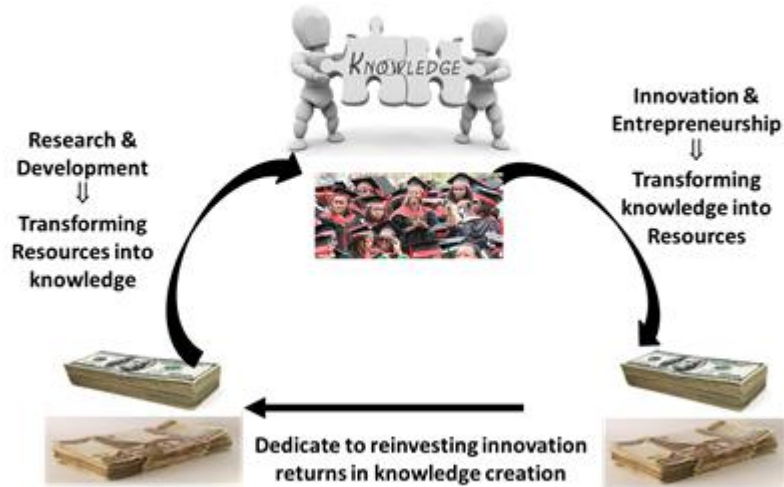 KNOWLEDGE
Research &
Development
⇓
Transforming
Resources into
knowledge
Innovation &
Entrepreneurship
⇓
Transforming
knowledge into
Resources
Dedicate to reinvesting innovation
returns in knowledge creation